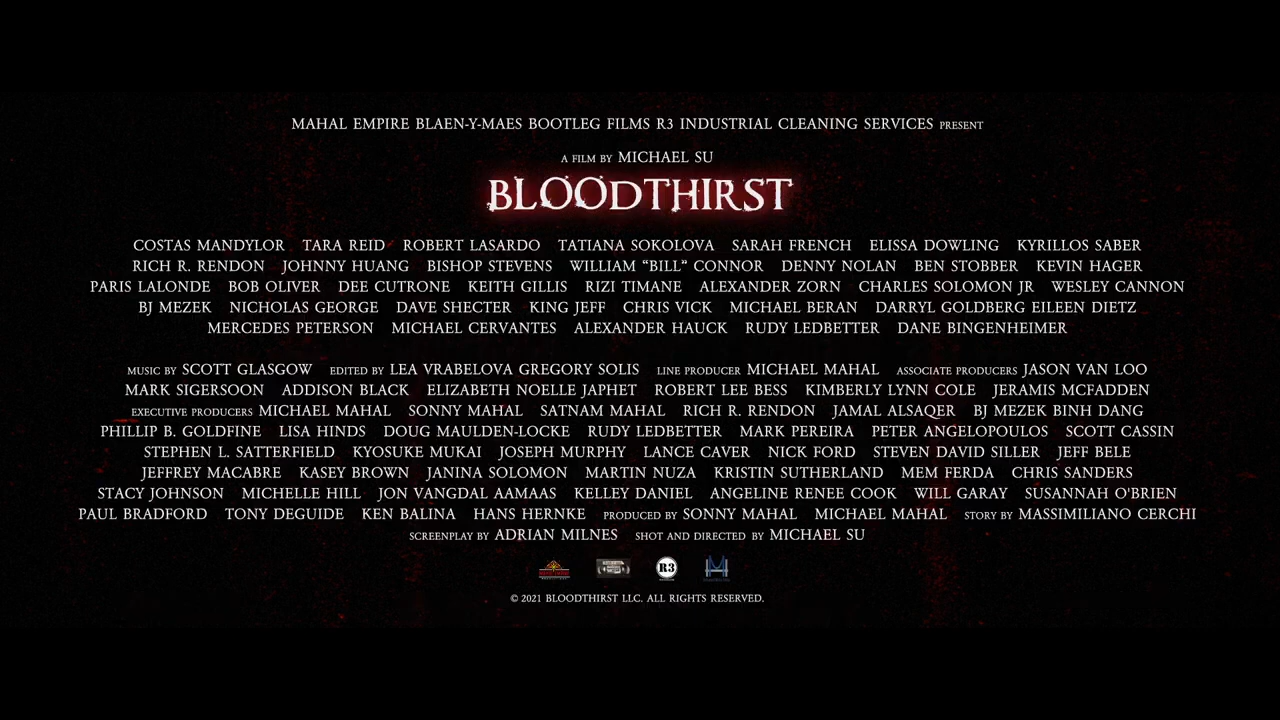 MAHAL EMPIRE BLAEN-Y-MAES BOOTLEG FILMS R3 INDUSTRIAL CLEANING SERVICES PRESENT
A FILM BY MICHAEL SU
BLOODTHIRST
COSTAS MANDYLOR TARA REID ROBERT LASARDO TATIANA SOKOLOVA SARAH FRENCH ELISSA DOWLING KYRILLOS SABER
RICH R. RENDON JOHNNY HUANG BISHOP STEVENS WILLIAM “BILL” CONNOR DENNY NOLAN BEN STOBBER KEVIN HAGER
PARIS LALONDE BOB OLIVER DEE CUTRONE KEITH GILLIS RIZI TIMANE ALEXANDER ZORN CHARLES SOLOMON JR WESLEY CANNON
BJ MEZEK NICHOLAS GEORGE DAVE SHECTER KING JEFF CHRIS VICK MICHAEL BERAN DARRYL GOLDBERG EILEEN DIETZ
MERCEDES PETERSON MICHAEL CERVANTES ALEXANDER HAUCK RUDY LEDBETTER DANE BINGENHEIMER
MUSIC BY SCOTT GLASGOW EDITED BY LEA VRABELOVA GREGORY SOLIS LINE PRODUCER MICHAEL MAHAL ASSOCIATE PRODUCERS JASON VAN LOO
MARK SIGERSOON ADDISON BLACK ELIZABETH NOELLE JAPHET ROBERT LEE BESS KIMBERLY LYNN COLE JERAMIS MCFADDEN
EXECUTIVE PRODUCERS MICHAEL MAHAL SONNY MAHAL SATNAM MAHAL RICH R. RENDON JAMAL ALSAQER BJ MEZEK BINH DANG
PHILLIP B. GOLDFINE LISA HINDS DOUG MAULDEN-LOCKE RUDY LEDBETTER MARK PEREIRA PETER ANGELOPOULOS SCOTT CASSIN
STEPHEN L. SATTERFIELD KYOSUKE MUKAI JOSEPH MURPHY LANCE CAVER NICK FORD STEVEN DAVID SILLER JEFF BELE
JEFFREY MACABRE KASEY BROWN JANINA SOLOMON MARTIN NUZA KRISTIN SUTHERLAND MEM FERDA CHRIS SANDERS
STACY JOHNSON MICHELLE HILL JON VANGDAL AAMAAS KELLEY DANIEL ANGELINE RENEE COOK WILL GARAY SUSANNAH O'BRIEN
PAUL BRADFORD TONY DEGUIDE KEN BALINA HANS HERNKE PRODUCED BY SONNY MAHAL MICHAEL MAHAL STORY BY MASSIMILIANO CERCHI
SCREENPLAY BY ADRIAN MILNES SHOT AND DIRECTED BY MICHAEL SU
R3
© 2021 BLOODTHIRST LLC. ALL RIGHTS RESERVED.